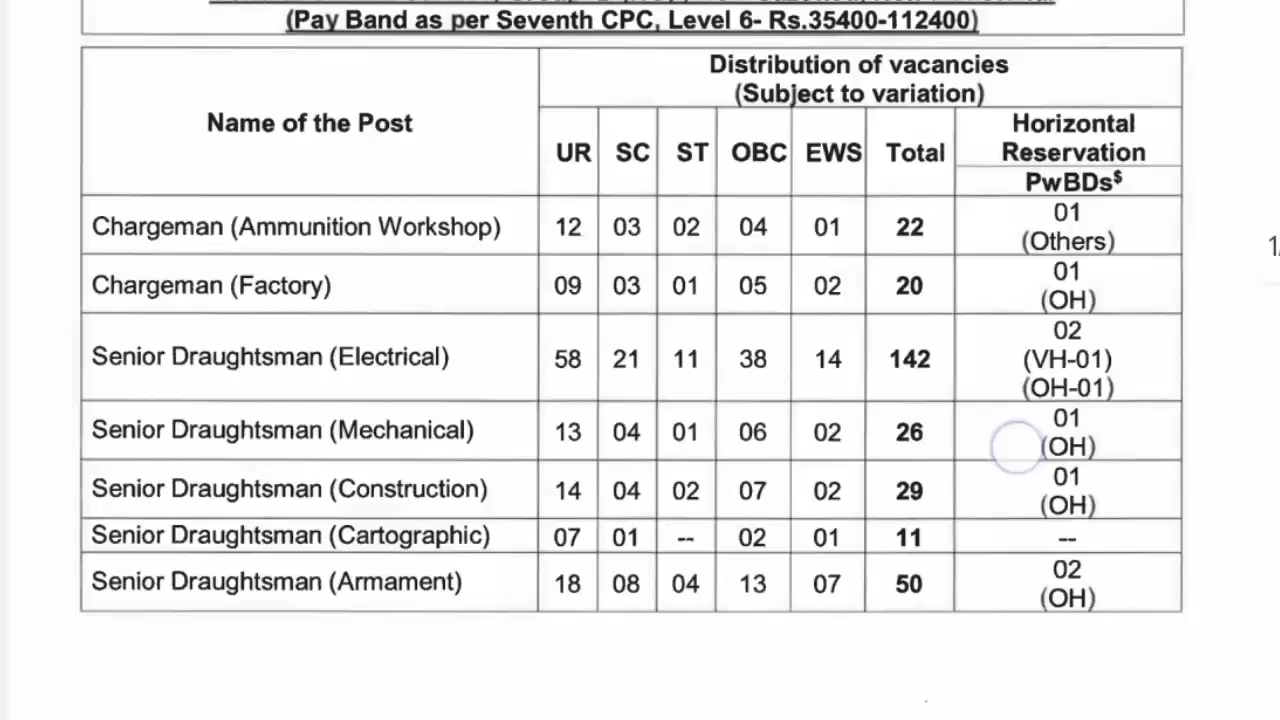 (Pay Band as per Seventh CPC, Level 6- Rs.35400-112400)
Name of the Post
Distribution of vacancies
(Subject to variation)
UR SC ST OBC EWS Total
Horizontal
Reservation
PwBDs$
Chargeman (Ammunition Workshop) 12 03 02 04 01 22 01
(Others)
Chargeman (Factory) 09 03 01 05 02 20 01
(OH)
Senior Draughtsman (Electrical) 58 21 11 38 14 142 02
(VH-01)
(OH-01)
Senior Draughtsman (Mechanical) 13 04 01 06 02 26 01
(OH)
Senior Draughtsman (Construction) 14 04 02 07 02 29 01
(OH)
Senior Draughtsman (Cartographic) 07 01 -- 02 01 11 --
Senior Draughtsman (Armament) 18 08 04 13 07 50 02
(OH)